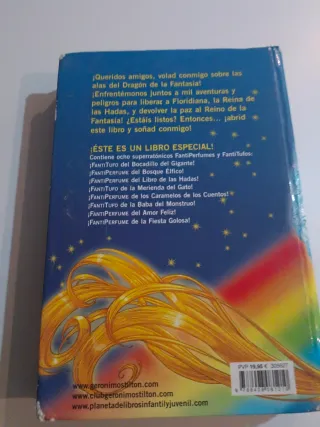 ¡Queridos amigos, volad conmigo sobre las
alas del Dragón de la Fantasía!
¡Enfrentémonos juntos a mil aventuras y
peligros para liberar a Floridiana, la Reina de
las Hadas, y devolver la paz al Reino de la
Fantasía! ¿Estáis listos? Entonces... ¡abrid
este libro y soñad conmigo!
¡ÉSTE ES UN LIBRO ESPECIAL!
Contiene ocho superratónicos FantiPerfumes y FantiTufos:
¡FANTITUFO del Bocadillo del Gigante!
¡FANTIPERFUME del Bosque Élfico!
¡FANTIPERFUME del Libro de las Hadas!
¡FANTITUFO de la Merienda del Gato!
¡FANTIPERFUME de los Caramelos de los Cuentos!
¡FANTITUFO de la Baba del Monstruo!
¡FANTIPERFUME del Amor Feliz!
¡FANTIPERFUME de la Fiesta Golosa!
www.geronimostilton.com
www.clubgeronimostilton.com
www.planetadelibrosinfantilyjuvenil.com
PVP 19,95 €